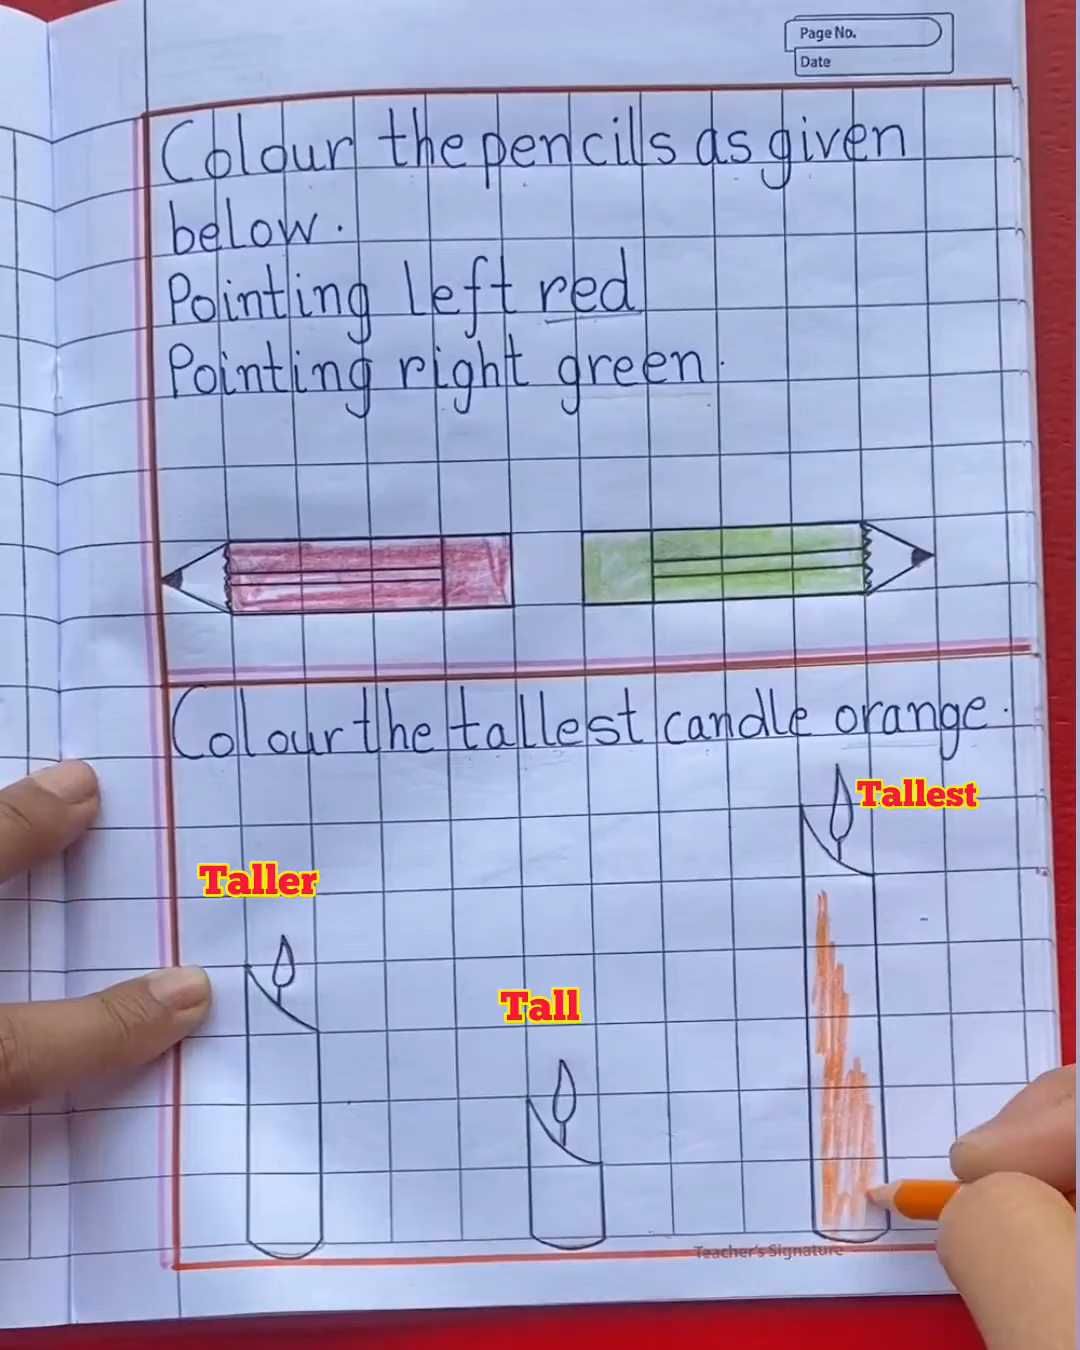 Page No.
Date
Colour the pencils as given
below.
Pointing left red
Pointing right green.
Colour the tallest candle orange.
Tallest
Taller
Tall
Teacher's Signature